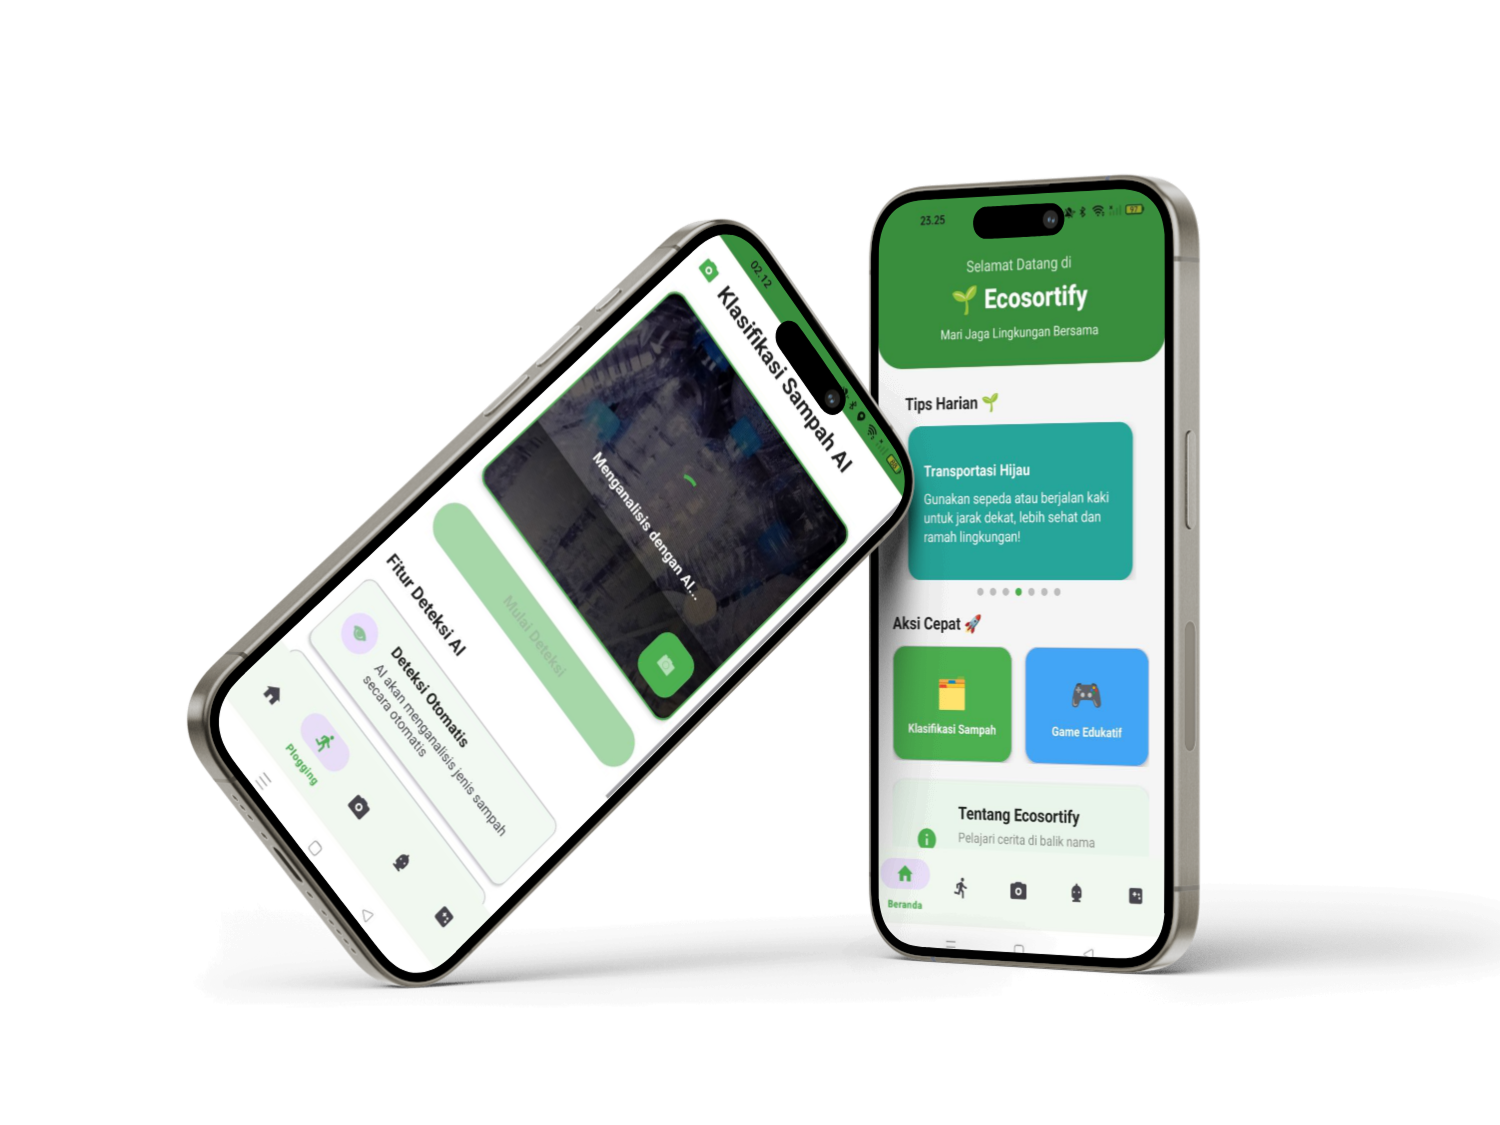 02.12
Klasifikasi Sampah AI
Menganalisis dengan AI...
Mulai Deteksi
Fitur Deteksi AI
Deteksi Otomatis
AI akan menganalisis jenis sampah
secara otomatis
Plogging
23.25
97
Selamat Datang di
Ecosortify
Mari Jaga Lingkungan Bersama
Tips Harian
Transportasi Hijau
Gunakan sepeda atau berjalan kaki
untuk jarak dekat, lebih sehat dan
ramah lingkungan!
Aksi Cepat
Klasifikasi Sampah
Game Edukatif
Tentang Ecosortify
Pelajari cerita di balik nama
Beranda